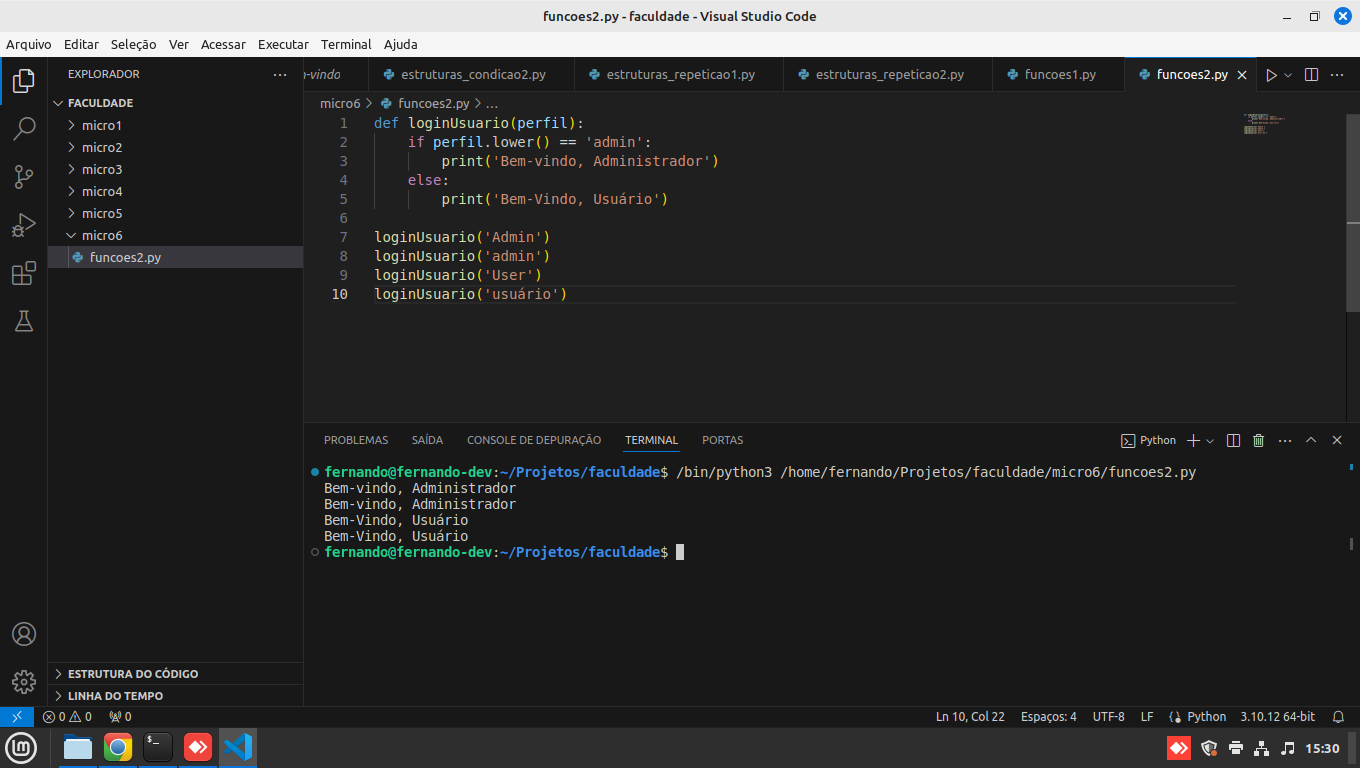 funcoes2.py - faculdade - Visual Studio Code
Arquivo Editar Seleção Ver Acessar Executar Terminal Ajuda
EXPLORADOR
-vindo estruturas_condicao2.py estruturas_repeticao1.py estruturas_repeticao2.py funcoes1.py funcoes2.py
FACULDADE
micro1
micro2
micro3
micro4
micro5
micro6
funcoes2.py
ESTRUTURA DO CÓDIGO
LINHA DO TEMPO
micro6 > funcoes2.py > ...
1 def loginUsuario(perfil):
2 if perfil.lower() == 'admin':
3 print('Bem-vindo, Administrador')
4 else:
5 print('Bem-Vindo, Usuário')
6
7 loginUsuario('Admin')
8 loginUsuario('admin')
9 loginUsuario('User')
10 loginUsuario('usuário')
PROBLEMAS SAÍDA CONSOLE DE DEPURAÇÃO TERMINAL PORTAS Python
fernando@fernando-dev:~/Projetos/faculdade$ /bin/python3 /home/fernando/Projetos/faculdade/micro6/funcoes2.py
Bem-vindo, Administrador
Bem-vindo, Administrador
Bem-Vindo, Usuário
Bem-Vindo, Usuário
fernando@fernando-dev:~/Projetos/faculdade$
0 0 0 Ln 10, Col 22 Espaços: 4 UTF-8 LF Python 3.10.12 64-bit
15:30